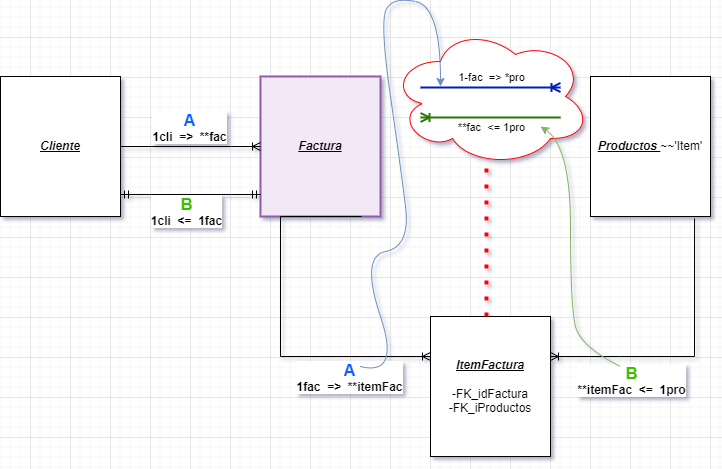 1-fac => *pro
**fac <= 1pro
A
1cli => **fac
Cliente
Factura
Productos ~~'Item'
B
1cli <= 1fac
A
1fac => **itemFac
ItemFactura
-FK_idFactura
-FK_iProductos
B
**itemFac <= 1pro